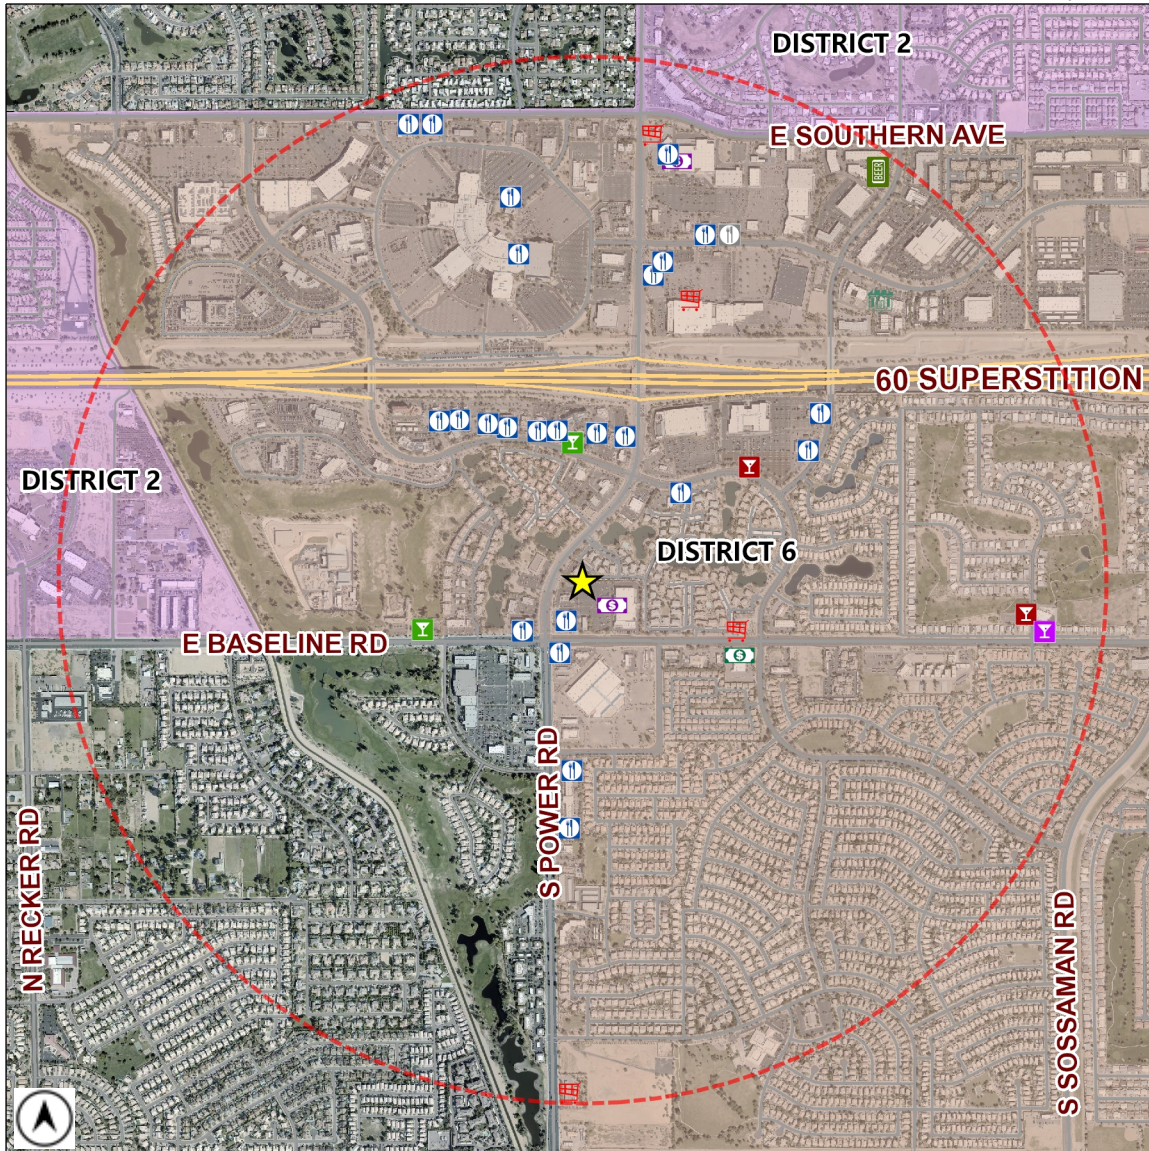 DISTRICT 2
E SOUTHERN AVE
BEER
$
60 SUPERSTITION
DISTRICT 2
DISTRICT 6
$
E BASELINE RD
$
S POWER RD
N RECKER RD
S SOSSAMAN RD